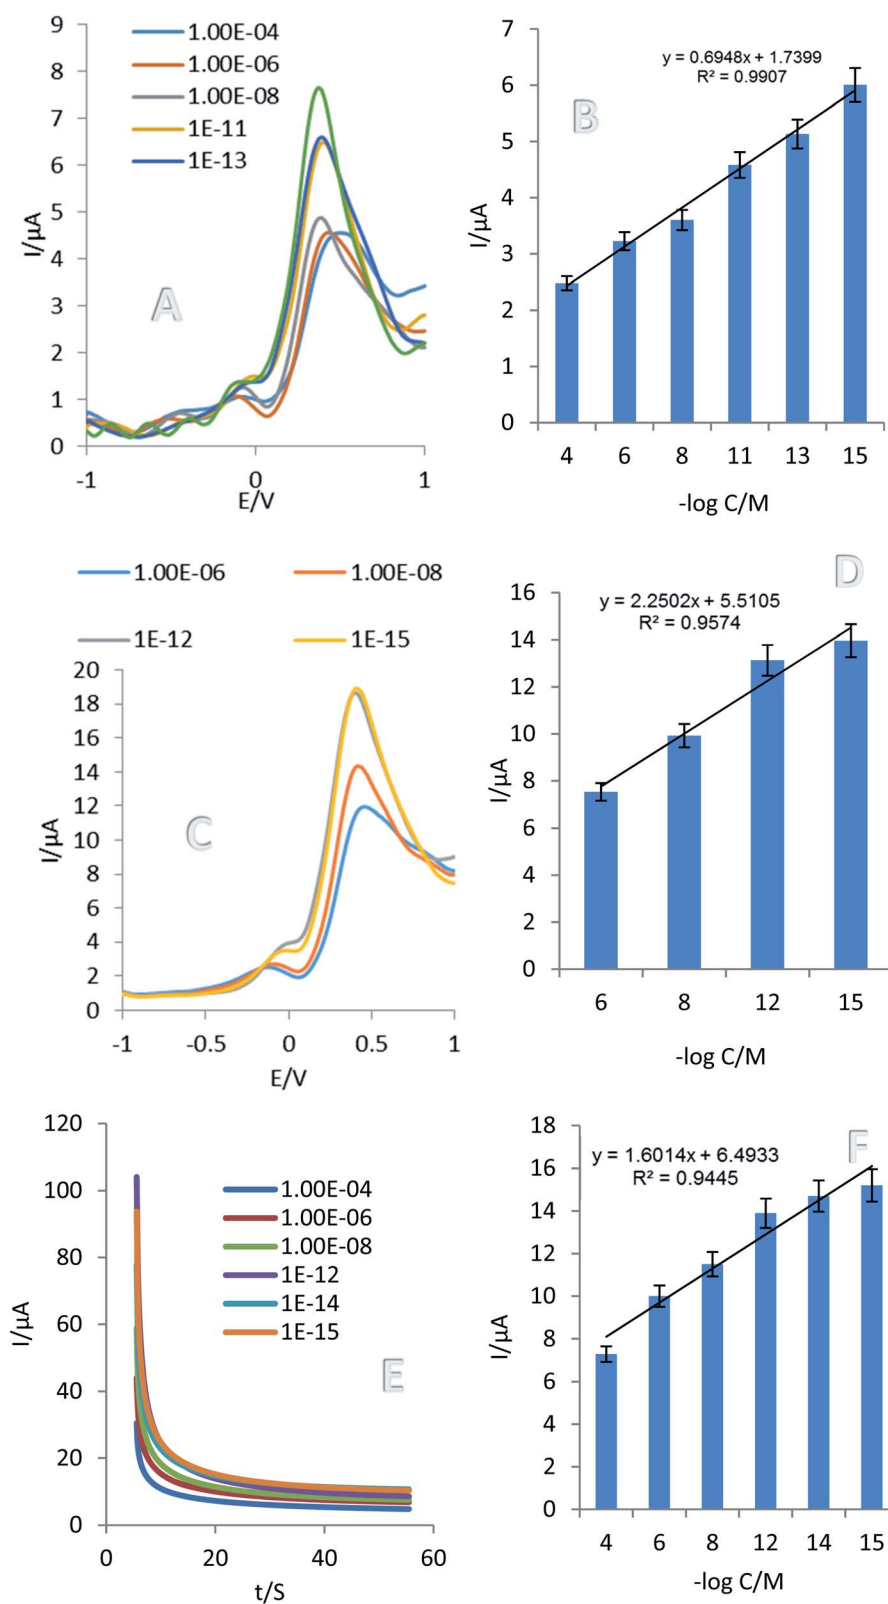 9
8
7
6
5
4
3
2
1
0
I/µA
1.00E-04
1.00E-06
1.00E-08
1E-11
1E-13
A
-1
0
1
E/V
7
6
5
4
3
2
1
0
I/µA
y = 0.6948x + 1.7399
R² = 0.9907
B
4 6 8 11 13 15
-log C/M
1.00E-06 1.00E-08
1E-12 1E-15
20
18
16
14
12
10
8
6
4
2
0
I/µA
C
-1 -0.5 0 0.5 1
E/V
D
16
14
12
10
8
6
4
2
0
I/µA
y = 2.2502x + 5.5105
R² = 0.9574
6 8 12 15
-log C/M
120
100
80
60
40
20
0
I/µA
1.00E-04
1.00E-06
1.00E-08
1E-12
1E-14
1E-15
E
0 20 40 60
t/S
18
16
14
12
10
8
6
4
2
0
I/µA
y = 1.6014x + 6.4933
R² = 0.9445
F
4 6 8 12 14 15
-log C/M